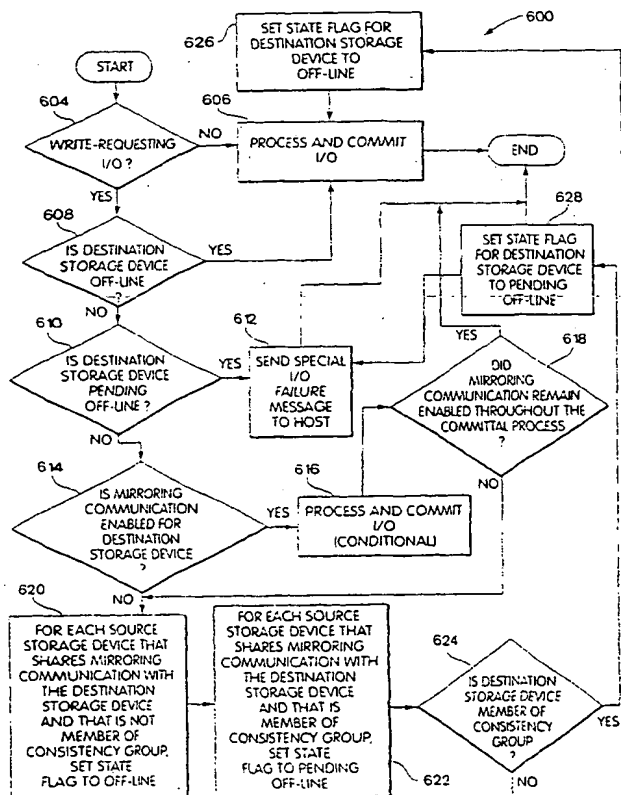 600
626
SET STATE FLAG FOR
DESTINATION STORAGE
DEVICE TO
OFF-LINE
START
604
WRITE-REQUESTING
I/O ?
NO
YES
606
PROCESS AND COMMIT
I/O
END
608
IS DESTINATION
STORAGE DEVICE
OFF-LINE
?
YES
NO
628
SET STATE FLAG
FOR DESTINATION
STORAGE DEVICE
TO PENDING
OFF-LINE
610
IS DESTINATION
STORAGE DEVICE
PENDING
OFF-LINE ?
YES
NO
612
SEND SPECIAL
I/O
FAILURE
MESSAGE
TO HOST
YES
618
DID
MIRRORING
COMMUNICATION REMAIN
ENABLED THROUGHOUT THE
COMMITTAL PROCESS
?
NO
614
IS MIRRORING
COMMUNICATION
ENABLED FOR
DESTINATION
STORAGE DEVICE
?
YES
NO
616
PROCESS AND COMMIT
I/O
(CONDITIONAL)
620
FOR EACH SOURCE
STORAGE DEVICE THAT
SHARES MIRRORING
COMMUNICATION WITH
THE DESTINATION
STORAGE DEVICE
AND THAT IS NOT
MEMBER OF
CONSISTENCY GROUP,
SET STATE
FLAG TO OFF-LINE
FOR EACH SOURCE
STORAGE DEVICE THAT
SHARES MIRRORING
COMMUNICATION WITH
THE DESTINATION
STORAGE DEVICE
AND THAT IS
MEMBER OF
CONSISTENCY GROUP,
SET STATE
FLAG TO PENDING
OFF-LINE
622
624
IS DESTINATION
STORAGE DEVICE
MEMBER OF
CONSISTENCY
GROUP
?
YES
NO